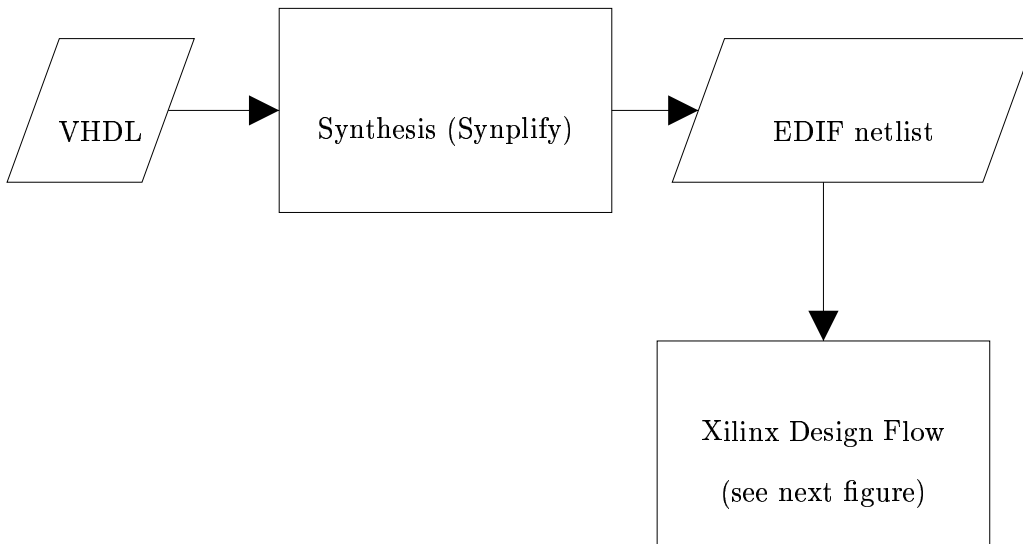 VHDL
Synthesis (Synplify)
EDIF netlist
Xilinx Design Flow
(see next figure)